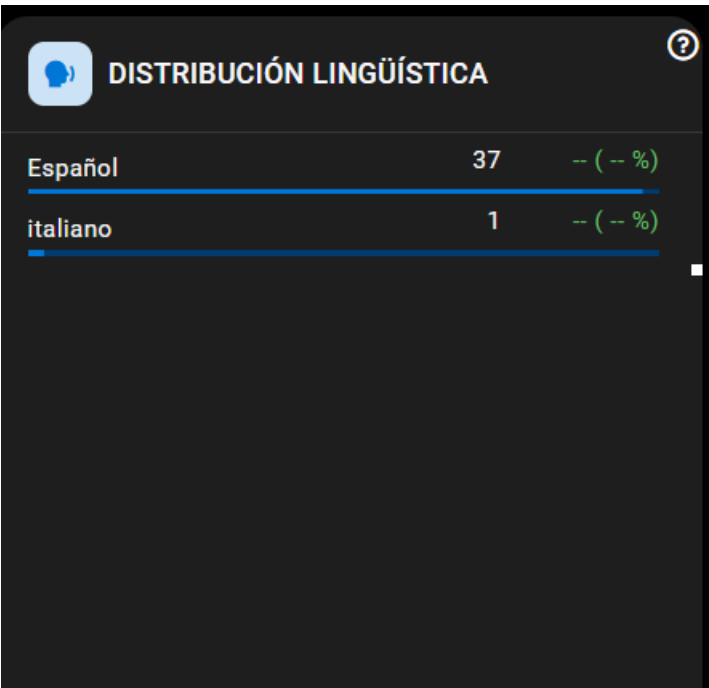 DISTRIBUCIÓN LINGÜÍSTICA
Español 37 -- ( -- %)
italiano 1 -- ( -- %)